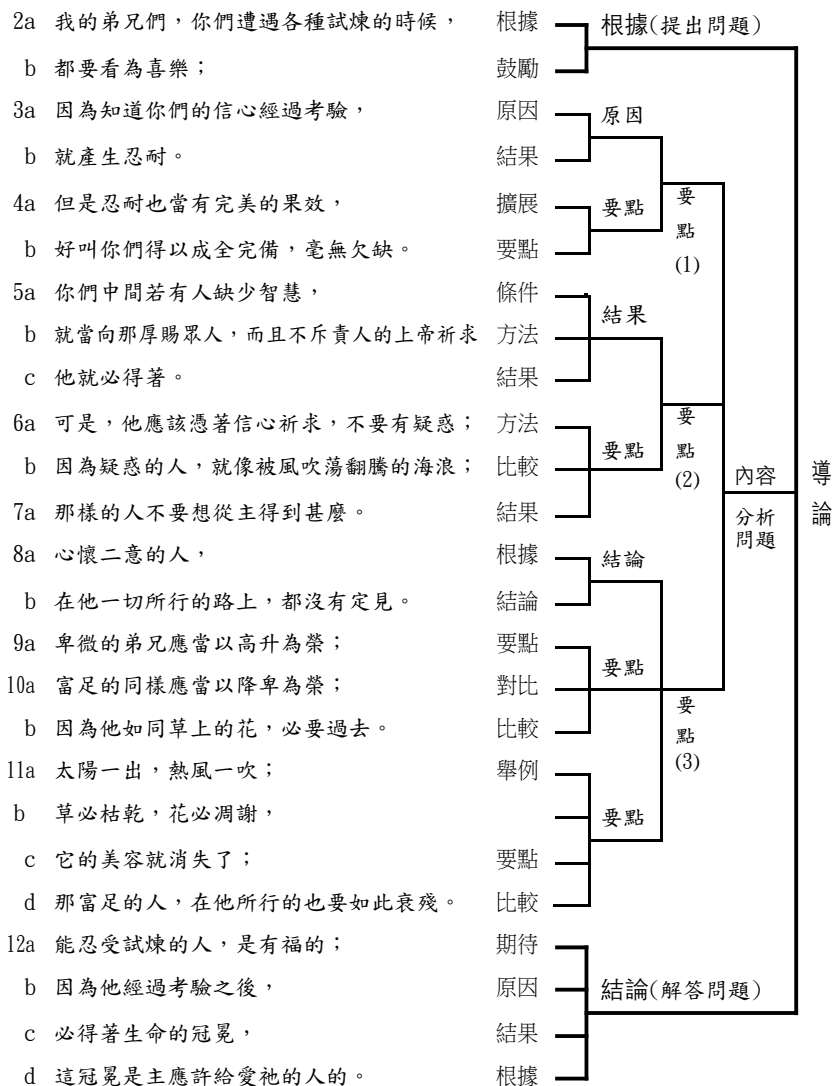 2a 我的弟兄們，你們遭遇各種試煉的時候， 根據 根據(提出問題)
b 都要看為喜樂； 鼓勵
3a 因為知道你們的信心經過考驗， 原因 原因
b 就產生忍耐。 結果
4a 但是忍耐也當有完美的果效， 擴展 要點 要點(1)
b 好叫你們得以成全完備，毫無欠缺。 要點
5a 你們中間若有人缺少智慧， 條件 結果
b 就當向那厚賜眾人，而且不斥責人的上帝祈求 方法
c 他就必得著。 結果
6a 可是，他應該憑著信心祈求，不要有疑惑； 方法 要點(2)
b 因為疑惑的人，就像被風吹蕩翻騰的海浪； 比較 要點 內容 導論
7a 那樣的人不要想從主得到甚麼。 結果 分析問題
8a 心懷二意的人， 根據 結論
b 在他一切所行的路上，都沒有定見。 結論
9a 卑微的弟兄應當以高升為榮； 要點 要點
10a 富足的同樣應當以降卑為榮； 對比
b 因為他如同草上的花，必要過去。 比較 要點(3)
11a 太陽一出，熱風一吹； 舉例
b 草必枯乾，花必凋謝， 要點
c 它的美容就消失了； 要點
d 那富足的人，在他所行的也要如此衰殘。 比較
12a 能忍受試煉的人，是有福的； 期待
b 因為他經過考驗之後， 原因 結論(解答問題)
c 必得著生命的冠冕， 結果
d 這冠冕是主應許給愛祂的人的。 根據